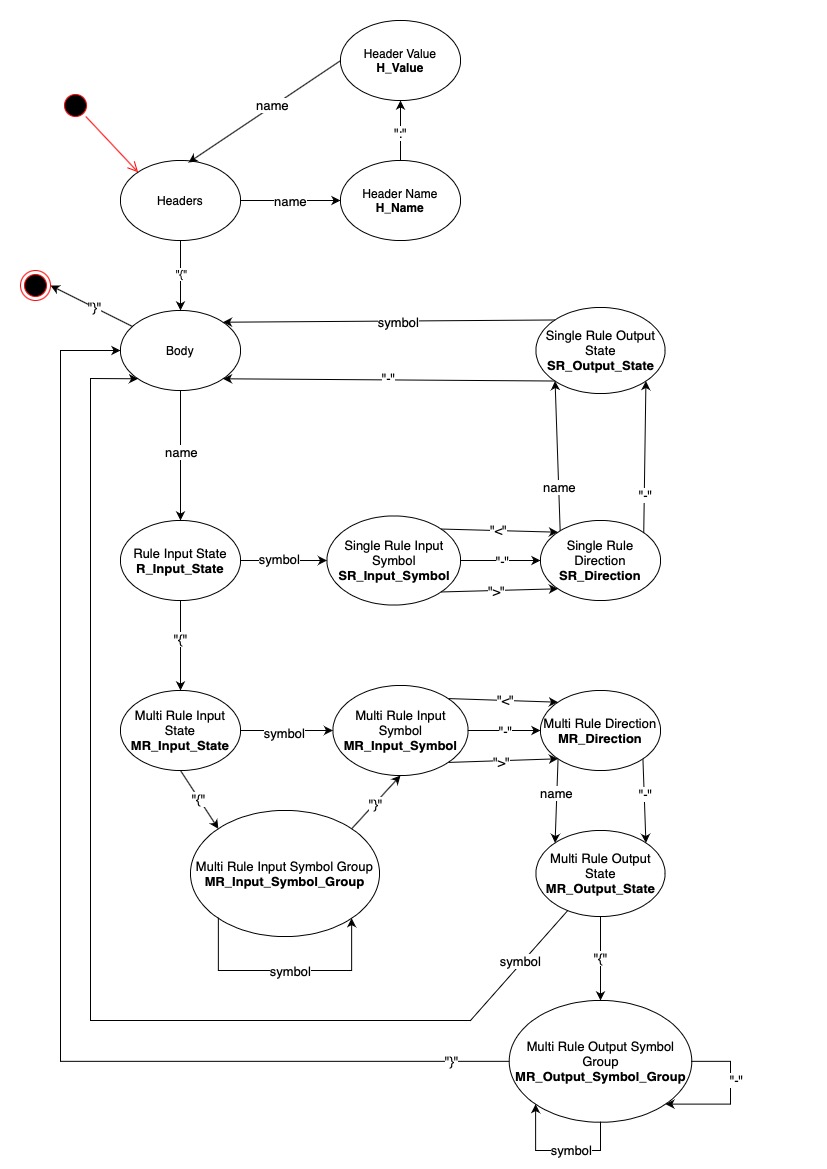 Header Value
H_Value
name
":"
Headers
name
Header Name
H_Name
"{"
"}"
Body
symbol
Single Rule Output
State
SR_Output_State
"-"
name
name
"-"
Rule Input State
R_Input_State
symbol
Single Rule Input
Symbol
SR_Input_Symbol
"<"
"-"
">"
Single Rule
Direction
SR_Direction
"{"
Multi Rule Input
State
MR_Input_State
symbol
Multi Rule Input
Symbol
MR_Input_Symbol
"<"
"-"
">"
Multi Rule Direction
MR_Direction
"{"
"}"
name
"-"
Multi Rule Input Symbol Group
MR_Input_Symbol_Group
symbol
Multi Rule Output
State
MR_Output_State
symbol
"{"
Multi Rule Output Symbol
Group
MR_Output_Symbol_Group
"}"
"-"
symbol